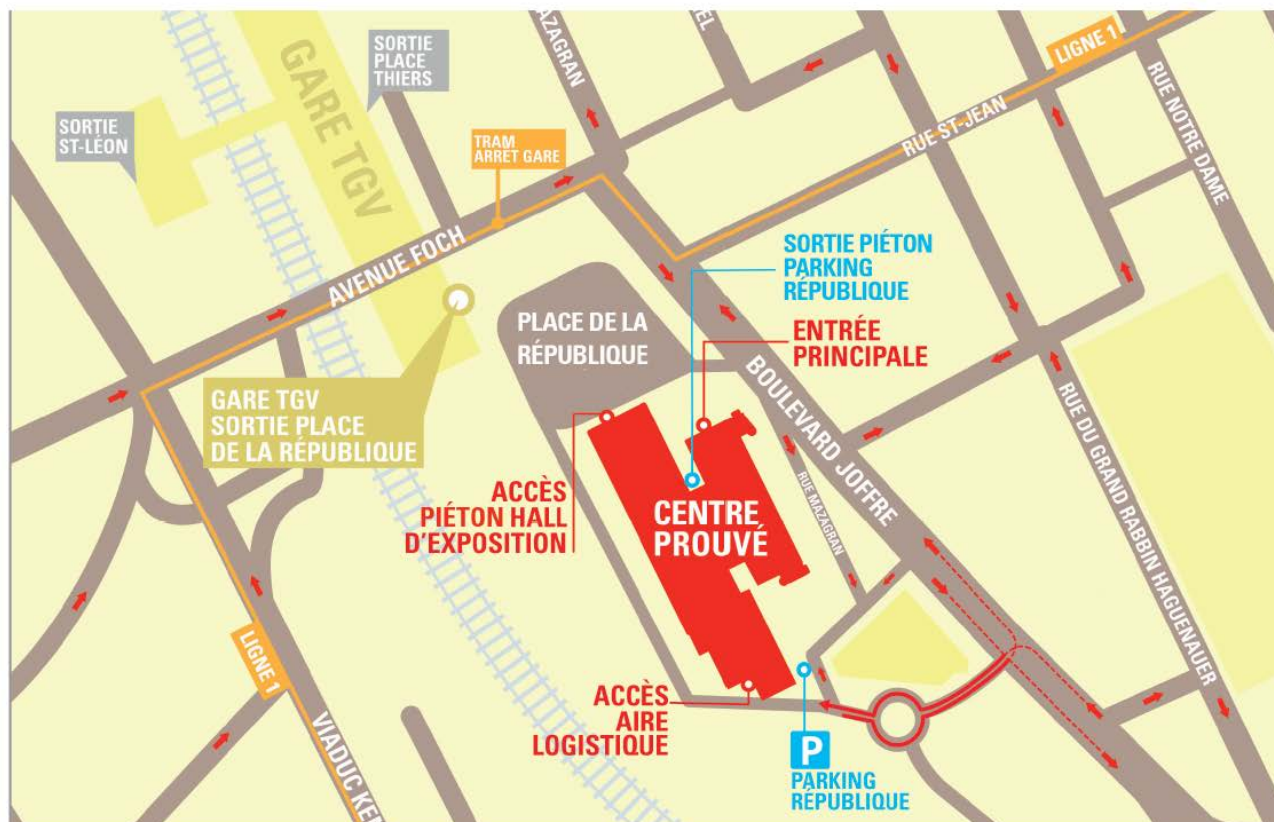 GARE TGV
SORTIE
PLACE
THIERS
SORTIE
ST-LÉON
TRAM
ARRET GARE
LIGNE 1
RUE ST-JEAN
RUE NOTRE DAME
AVENUE FOCH
SORTIE PIÉTON
PARKING
RÉPUBLIQUE
PLACE DE LA
RÉPUBLIQUE
ENTRÉE
PRINCIPALE
GARE TGV
SORTIE PLACE
DE LA RÉPUBLIQUE
BOULEVARD JOFFRE
RUE MAZAGRAN
RUE DU GRAND RABBIN HAGUENAUER
ACCÈS
PIÉTON HALL
D'EXPOSITION
CENTRE
PROUVÉ
LIGNE 1
VIADUC
ACCÈS
AIRE
LOGISTIQUE
P
PARKING
RÉPUBLIQUE